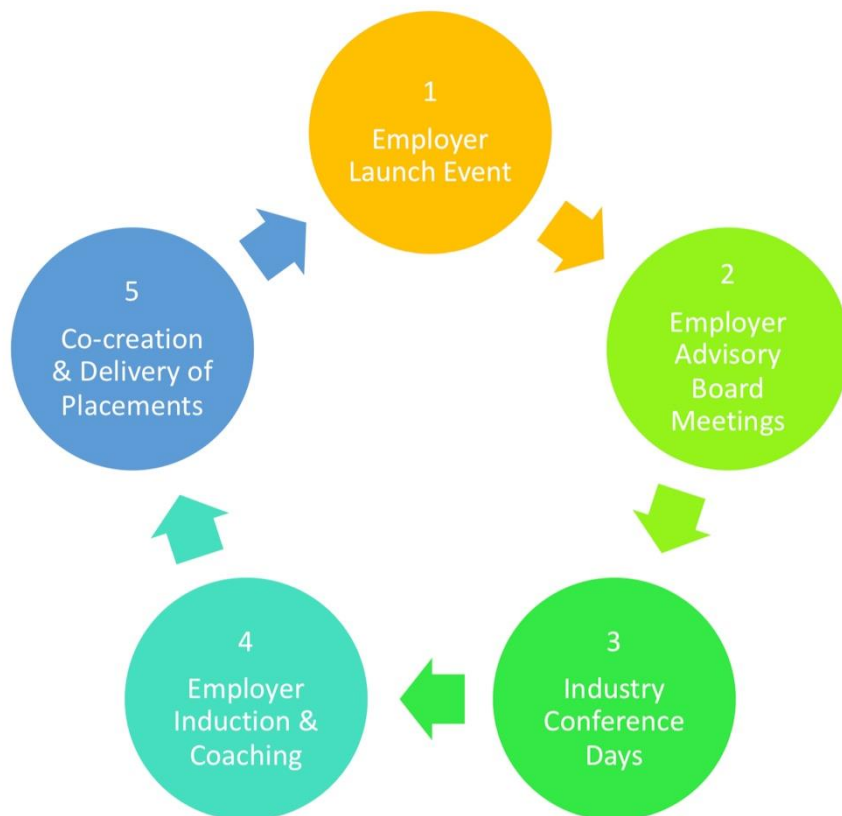 1
Employer
Launch Event
2
Employer
Advisory
Board
Meetings
3
Industry
Conference
Days
4
Employer
Induction &
Coaching
5
Co-creation
& Delivery of
Placements